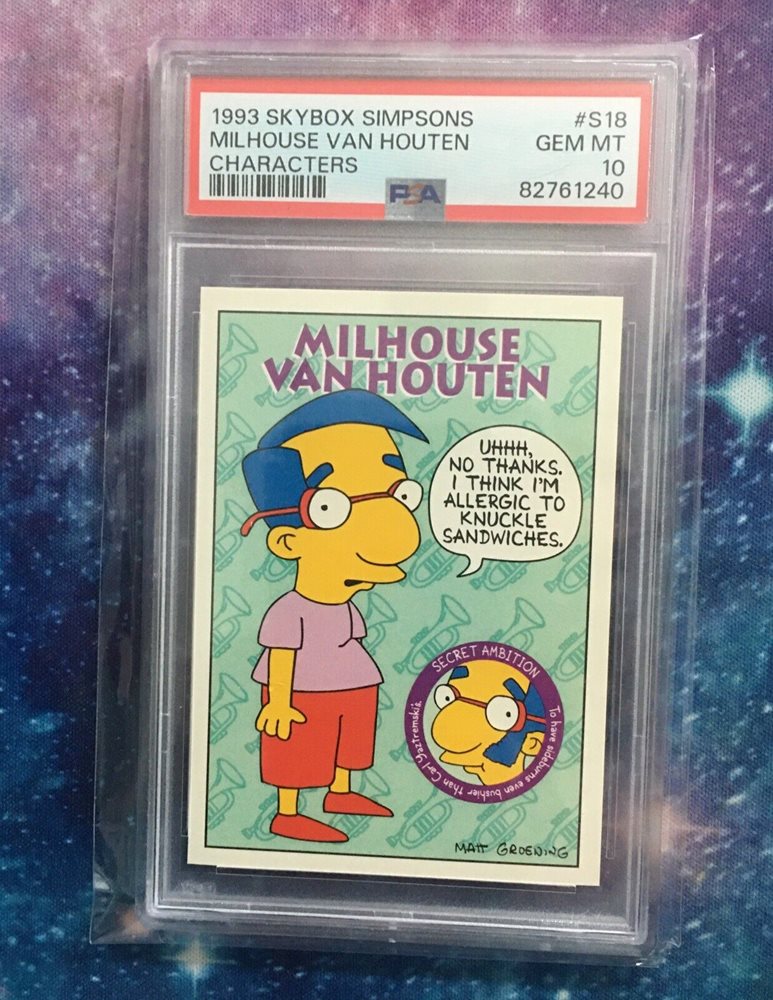 1993 SKYBOX SIMPSONS #S18
MILHOUSE VAN HOUTEN GEM MT
CHARACTERS 10
PSA 82761240
MILHOUSE
VAN HOUTEN
UHHH,
NO THANKS.
I THINK I'M
ALLERGIC TO
KNUCKLE
SANDWICHES.
SECRET AMBITION
To have sideburns even bushier than Carl Yaztremski's.
MATT GROENING